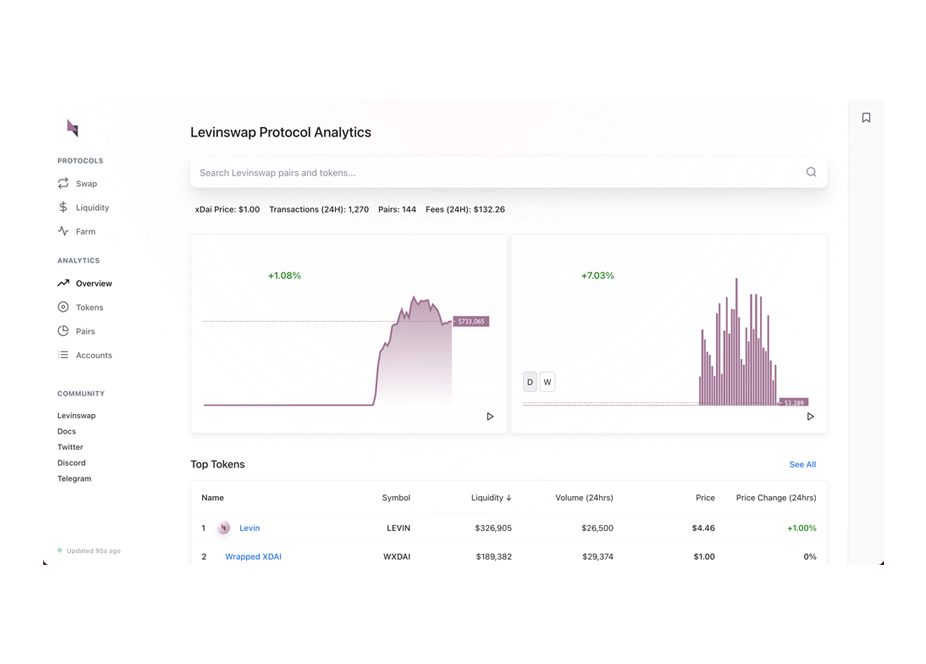 Levinswap Protocol Analytics
PROTOCOLS
Swap
Liquidity
Farm
ANALYTICS
Overview
Tokens
Pairs
Accounts
COMMUNITY
Levinswap
Docs
Twitter
Discord
Telegram
Updated 95s ago
Search Levinswap pairs and tokens...
xDai Price: $1.00 Transactions (24H): 1,270 Pairs: 144 Fees (24H): $132.26
+1.08%
$733,065
+7.03%
D W
$3,289
Top Tokens See All
Name Symbol Liquidity ↓ Volume (24hrs) Price Price Change (24hrs)
1 Levin LEVIN $326,905 $26,500 $4.46 +1.00%
2 Wrapped XDAI WXDAI $189,382 $29,374 $1.00 0%